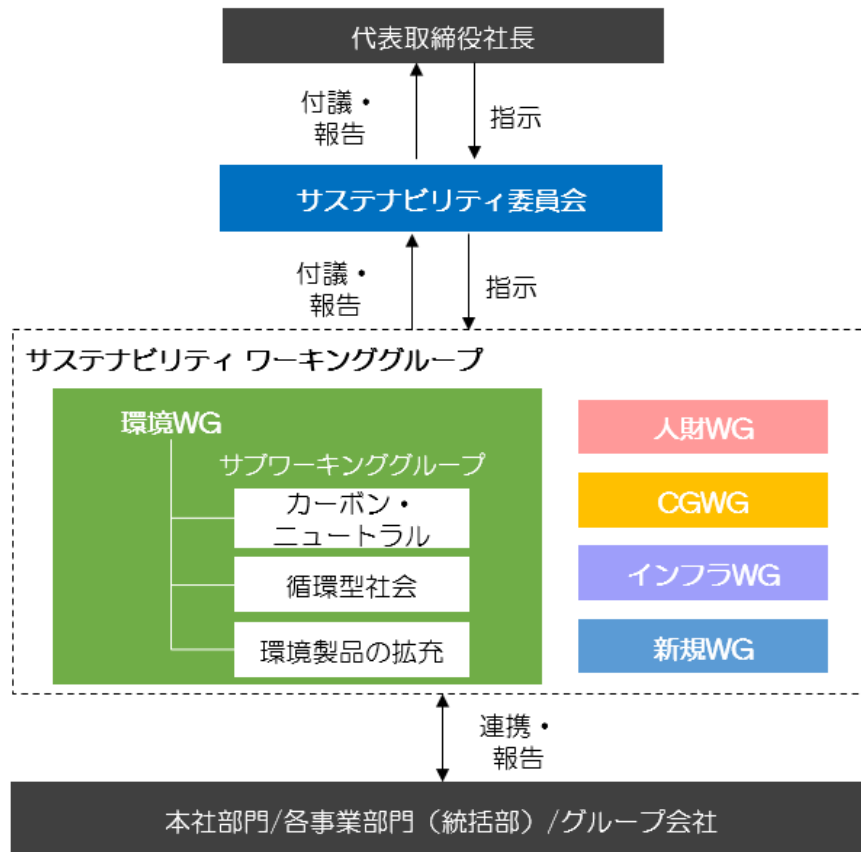 代表取締役社長
付議・
報告
指示
サステナビリティ委員会
付議・
報告
指示
サステナビリティ ワーキンググループ
環境WG
サブワーキンググループ
カーボン・
ニュートラル
循環型社会
環境製品の拡充
人財WG
CGWG
インフラWG
新規WG
連携・
報告
本社部門/各事業部門（統括部）/グループ会社